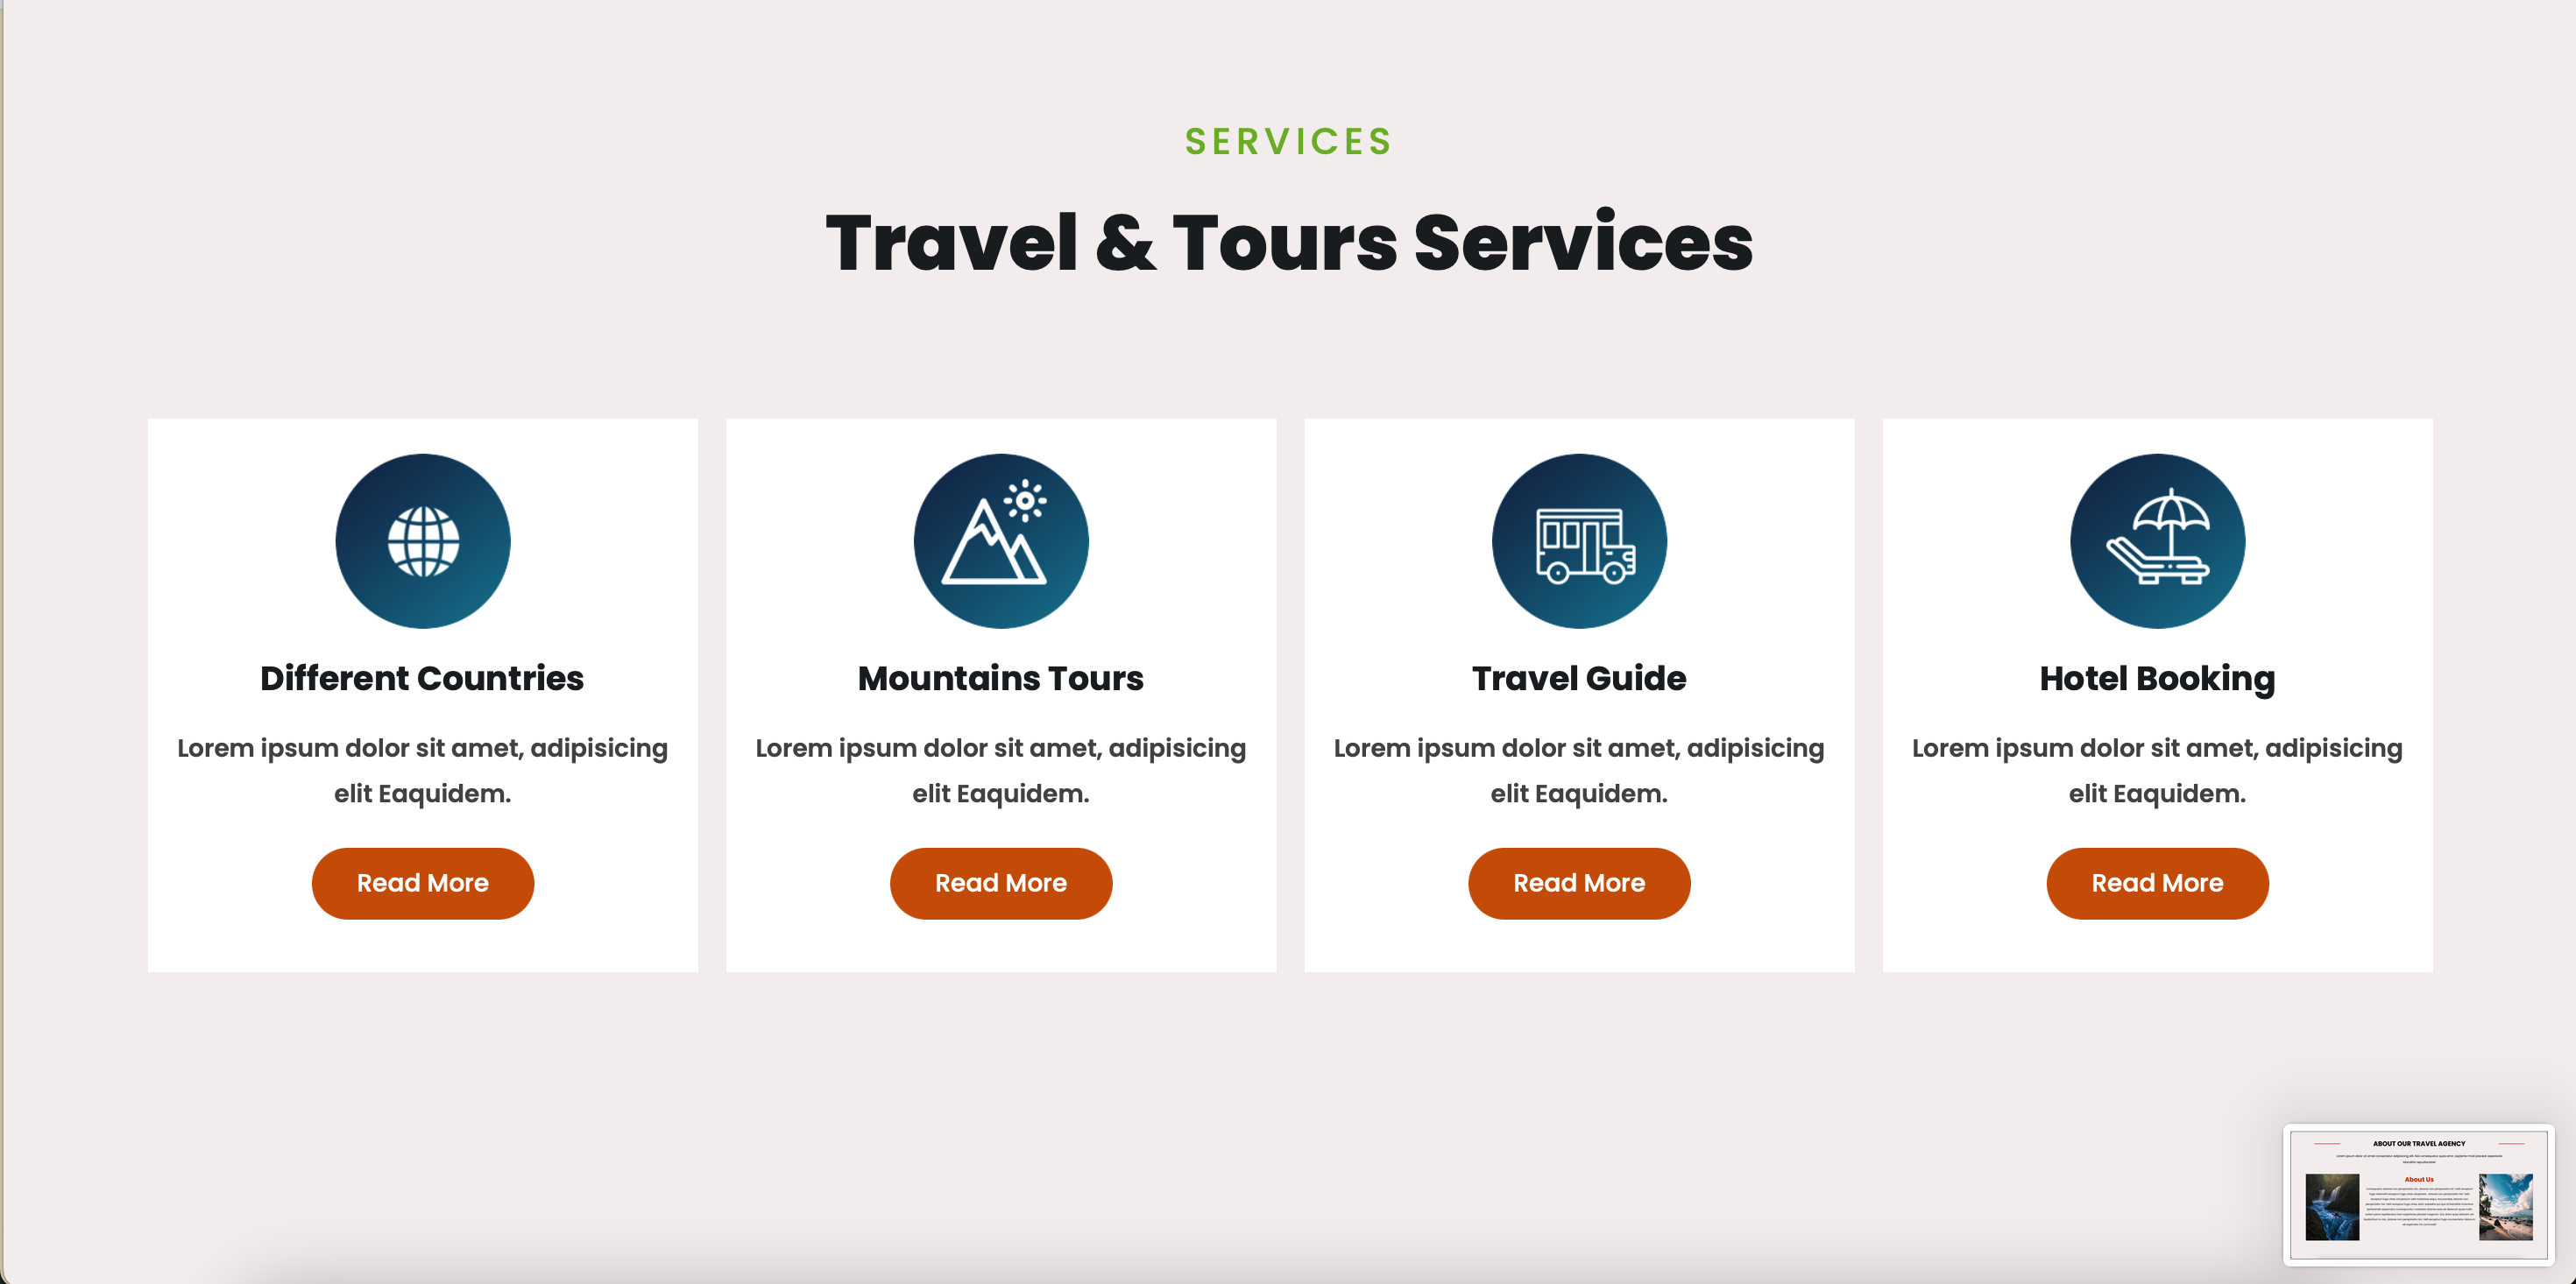 SERVICES
Travel & Tours Services
Different Countries
Lorem ipsum dolor sit amet, adipisicing
elit Eaquidem.
Read More
Mountains Tours
Lorem ipsum dolor sit amet, adipisicing
elit Eaquidem.
Read More
Travel Guide
Lorem ipsum dolor sit amet, adipisicing
elit Eaquidem.
Read More
Hotel Booking
Lorem ipsum dolor sit amet, adipisicing
elit Eaquidem.
Read More
ABOUT OUR TRAVEL AGENCY
About Us